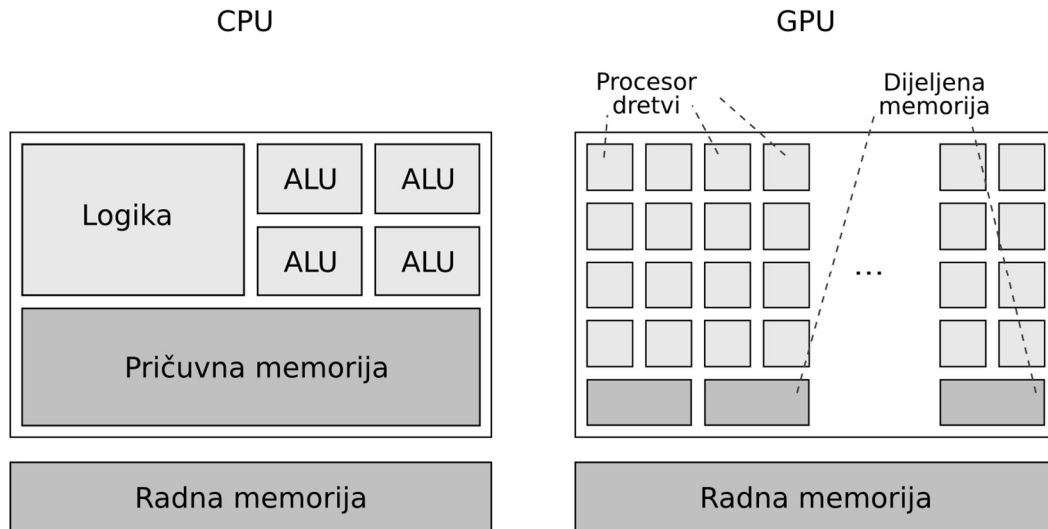 CPU
GPU
Procesor
dretvi
Dijeljena
memorija
Logika
ALU
ALU
ALU
ALU
...
Pričuvna memorija
Radna memorija
Radna memorija